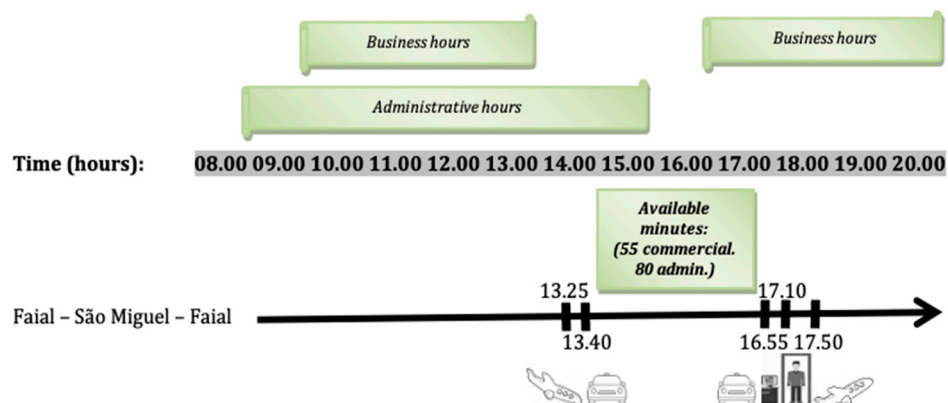 Business hours
Business hours
Administrative hours
Time (hours): 08.00 09.00 10.00 11.00 12.00 13.00 14.00 15.00 16.00 17.00 18.00 19.00 20.00
Available
minutes:
(55 commercial.
80 admin.)
13.25
17.10
Faial – São Miguel – Faial
13.40
16.55 17.50